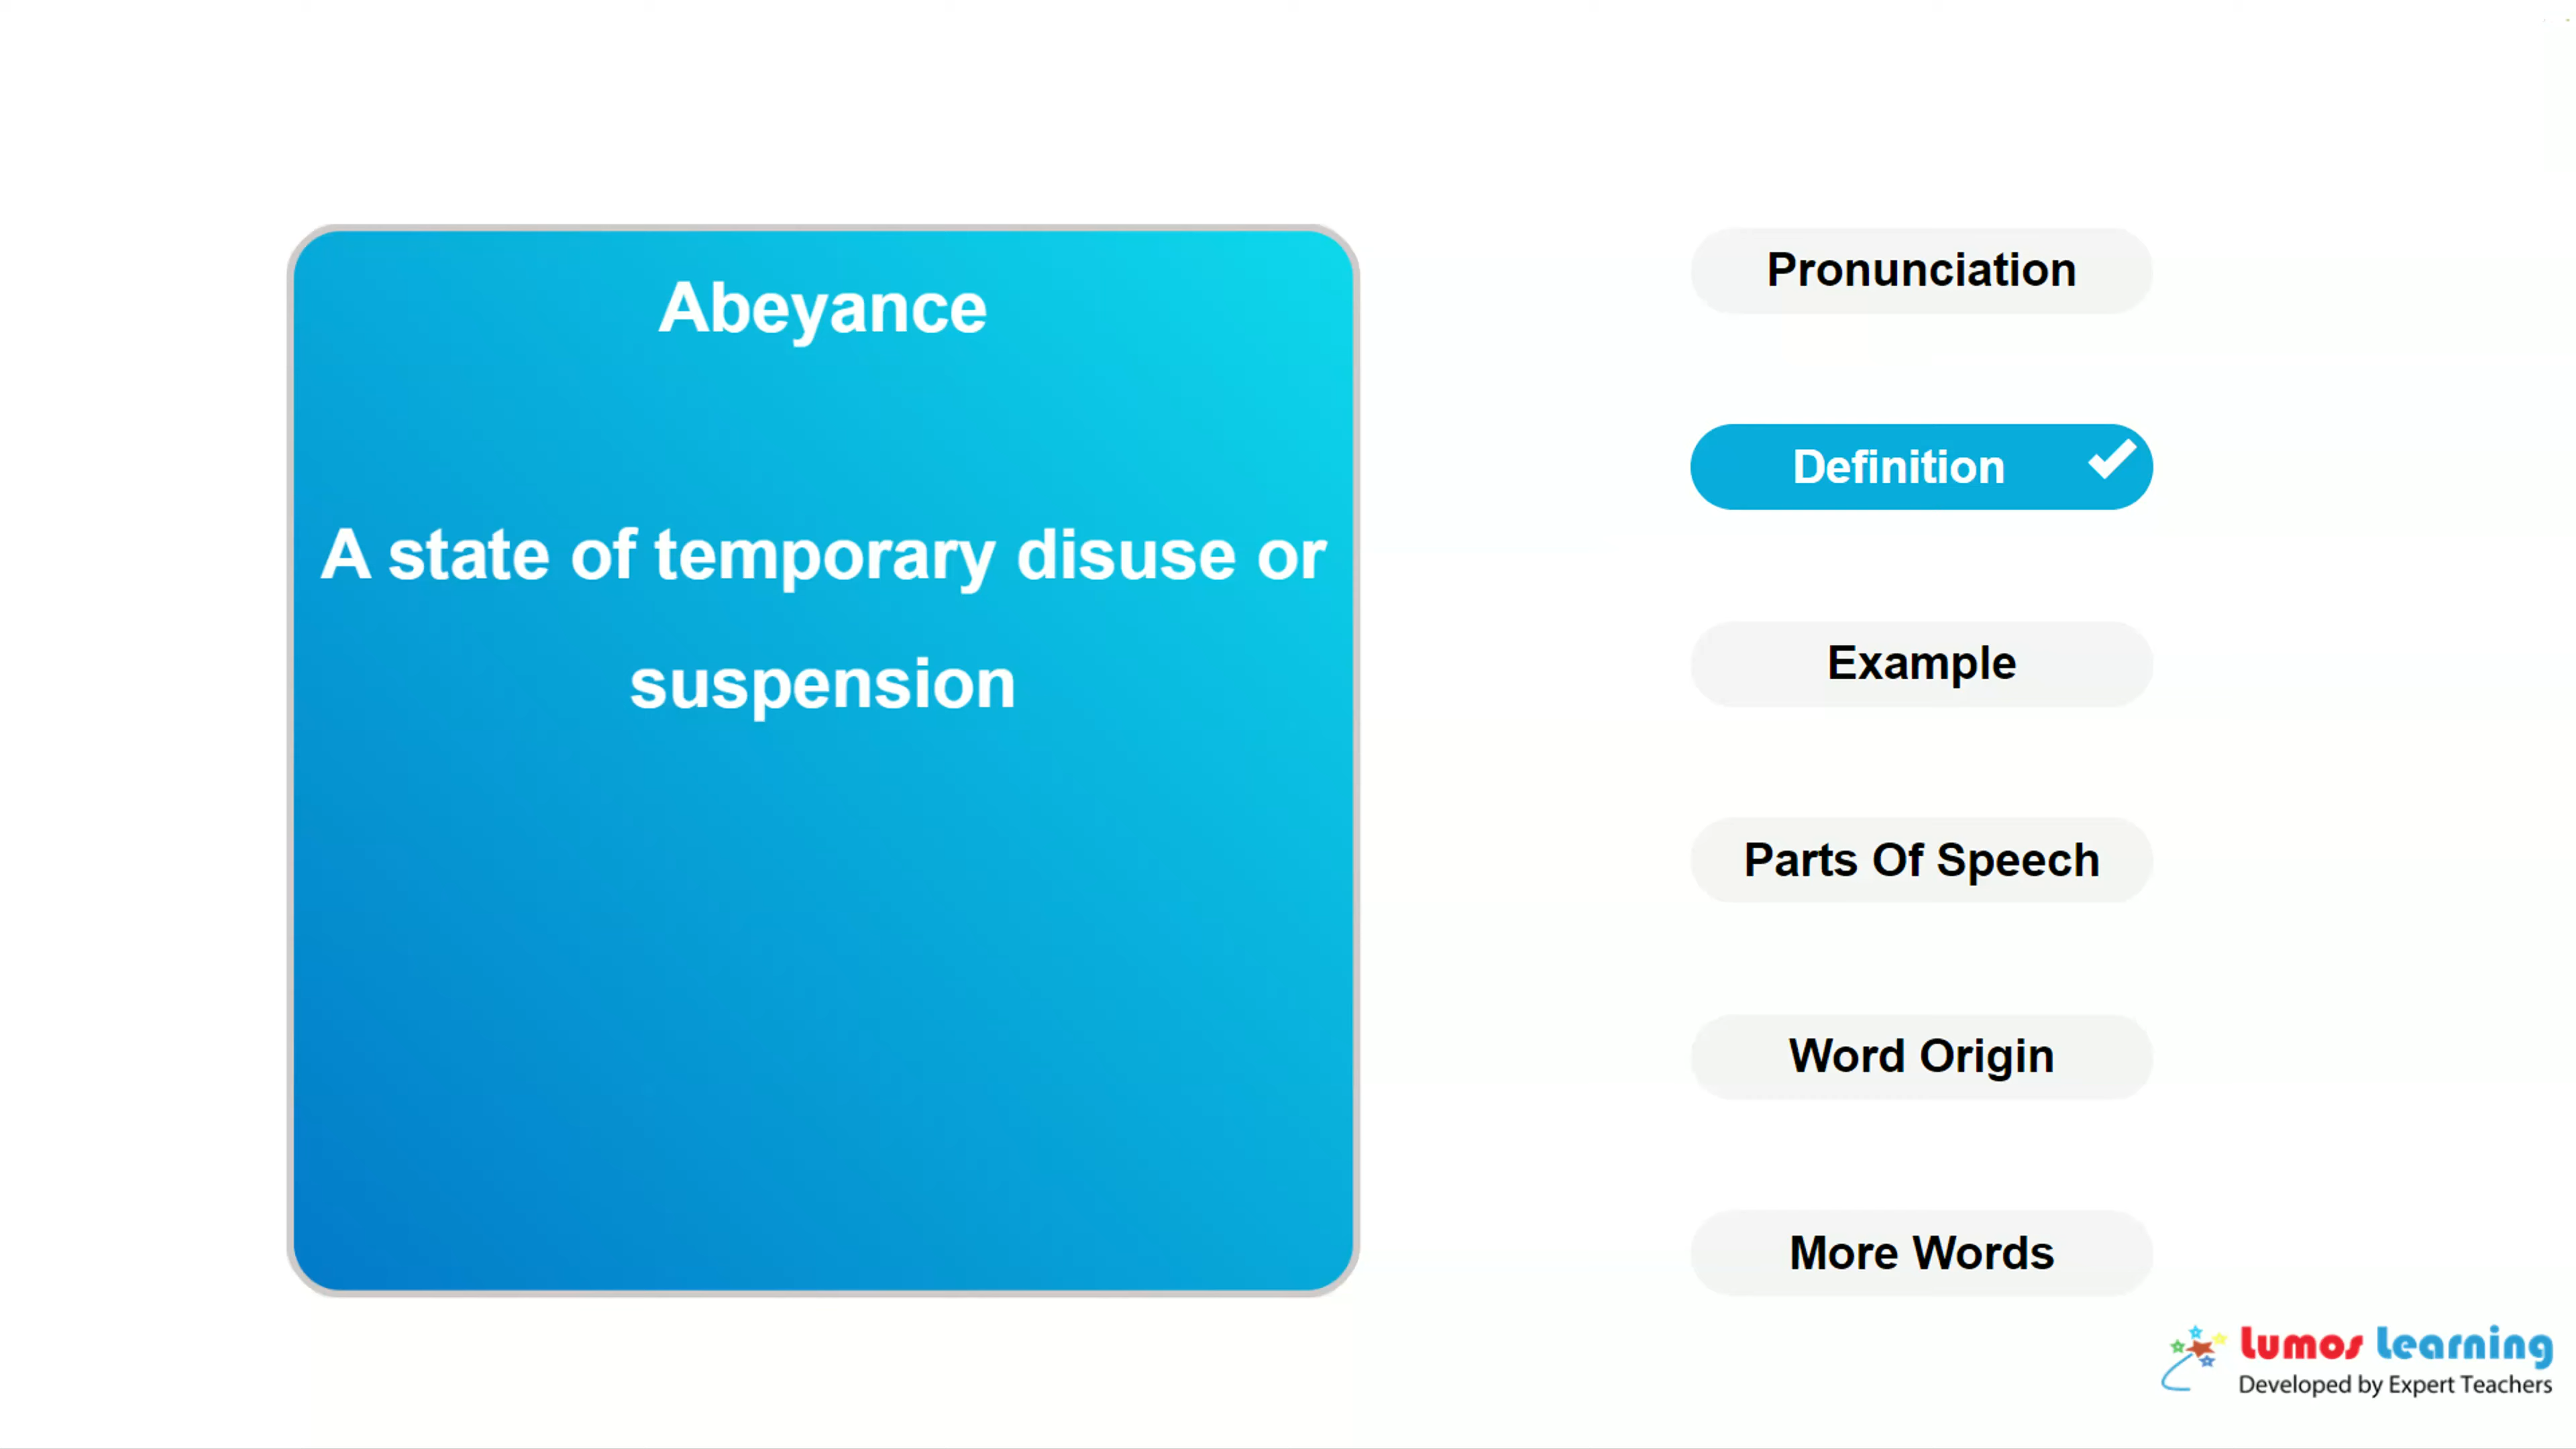 Abeyance
A state of temporary disuse or
suspension
Pronunciation
Definition
Example
Parts Of Speech
Word Origin
More Words
Lumos Learning
Developed by Expert Teachers